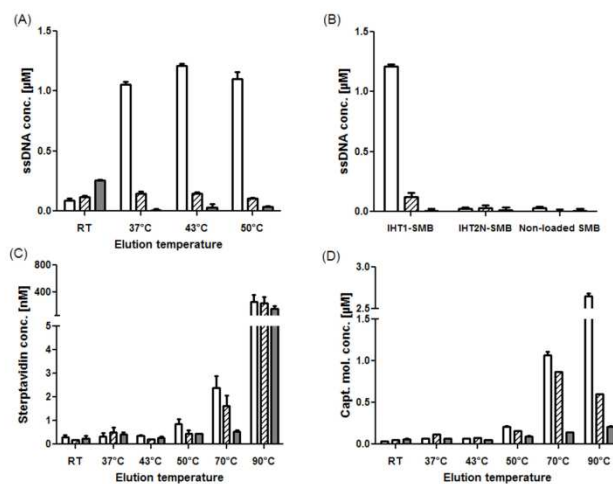 (A)
ssDNA conc. [µM]
1.5
1.0
0.5
0.0
RT 37°C 43°C 50°C
Elution temperature
(B)
ssDNA conc. [µM]
1.5
1.0
0.5
0.0
IHT1-SMB IHT2N-SMB Non-loaded SMB
(C)
Sterptavidin conc. [nM]
800
400
5
4
3
2
1
0
RT 37°C 43°C 50°C 70°C 90°C
Elution temperature
(D)
Capt. mol. conc. [µM]
3.0
2.5
1.5
1.0
0.5
0.0
RT 37°C 43°C 50°C 70°C 90°C
Elution temperature